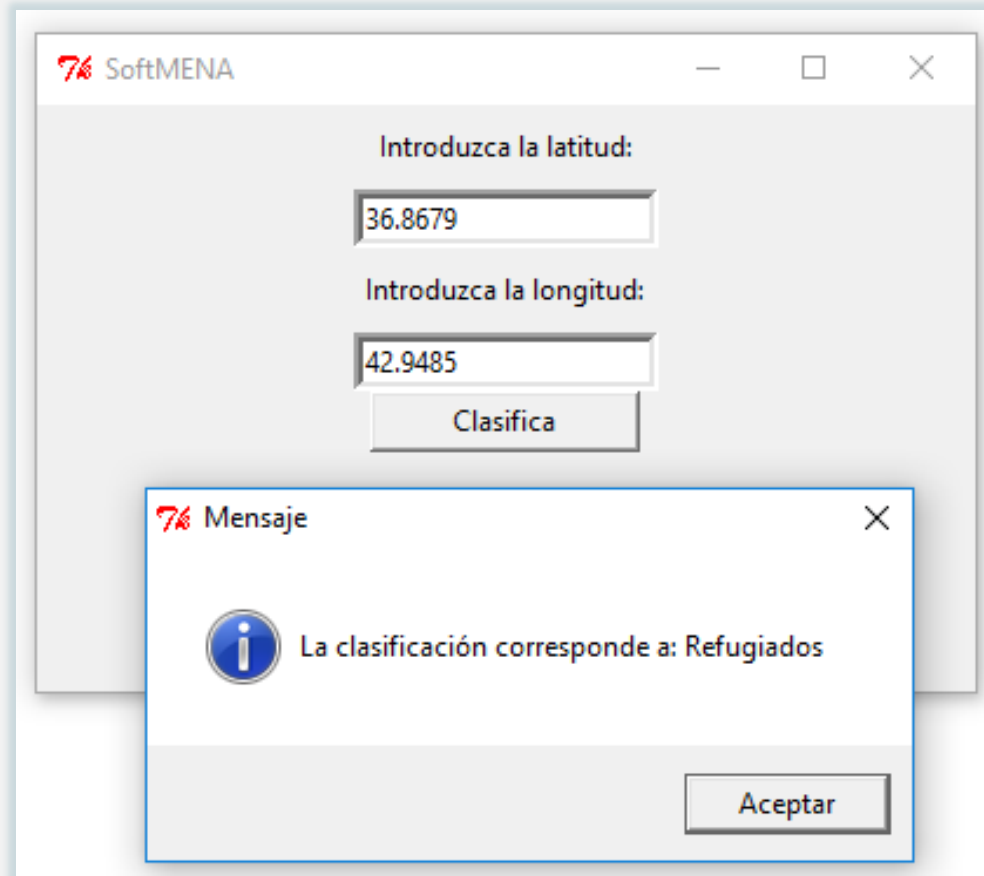 SoftMENA
Introduzca la latitud:
36.8679
Introduzca la longitud:
42.9485
Clasifica
Mensaje
La clasificación corresponde a: Refugiados
Aceptar